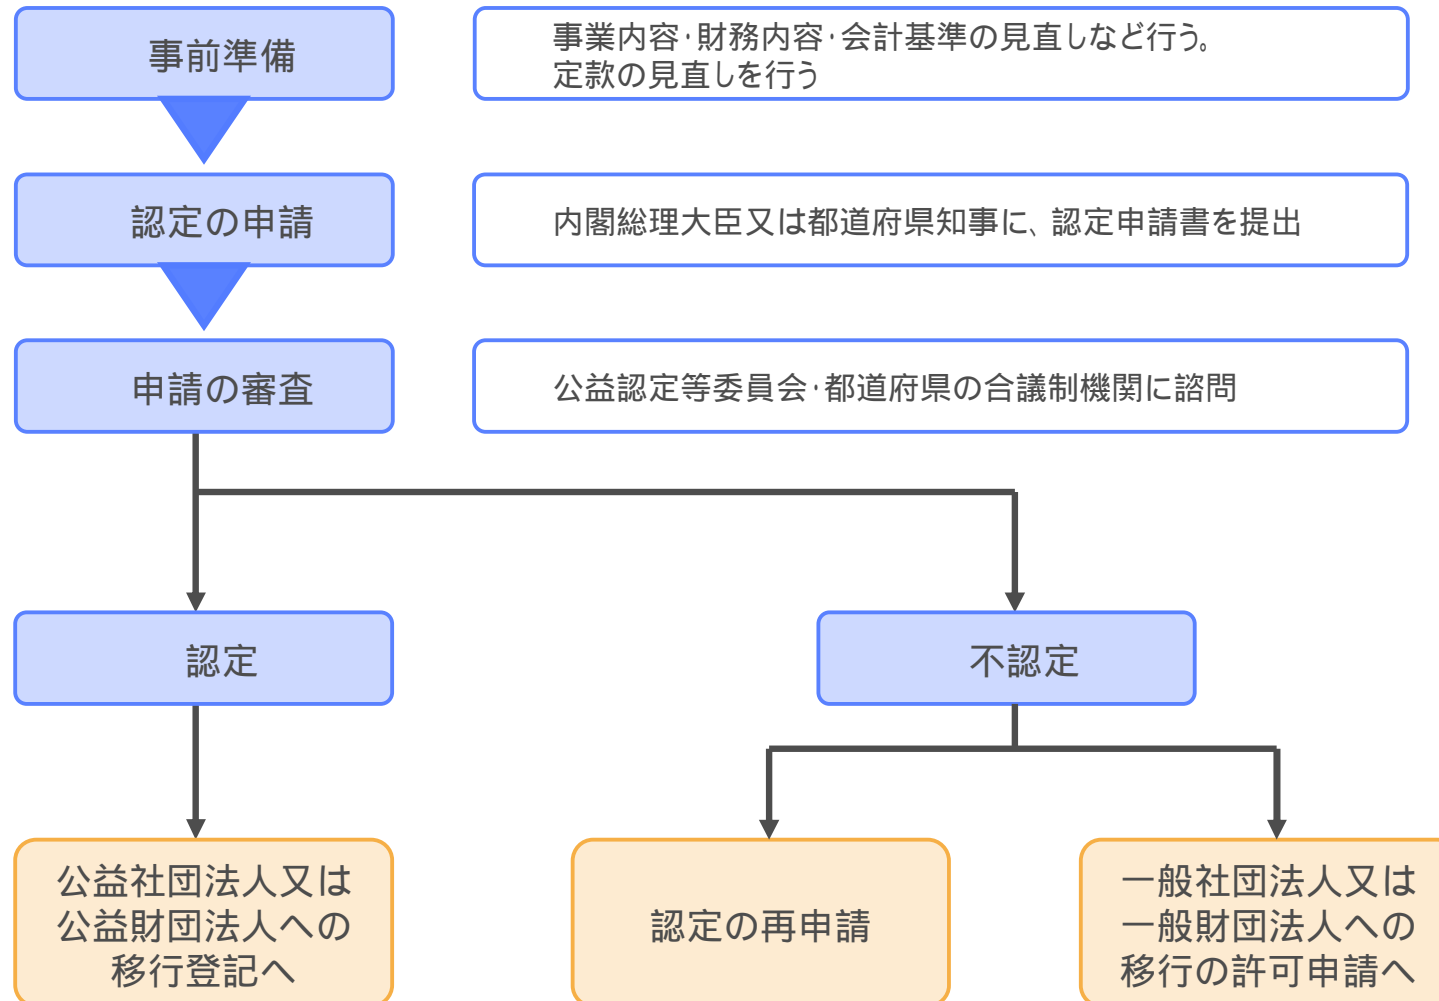 事前準備
事業内容・財務内容・会計基準の見直しなど行う。
定款の見直しを行う
認定の申請
内閣総理大臣又は都道府県知事に、認定申請書を提出
申請の審査
公益認定等委員会・都道府県の合議制機関に諮問
認定
不認定
公益社団法人又は
公益財団法人への
移行登記へ
認定の再申請
一般社団法人又は
一般財団法人への
移行の許可申請へ